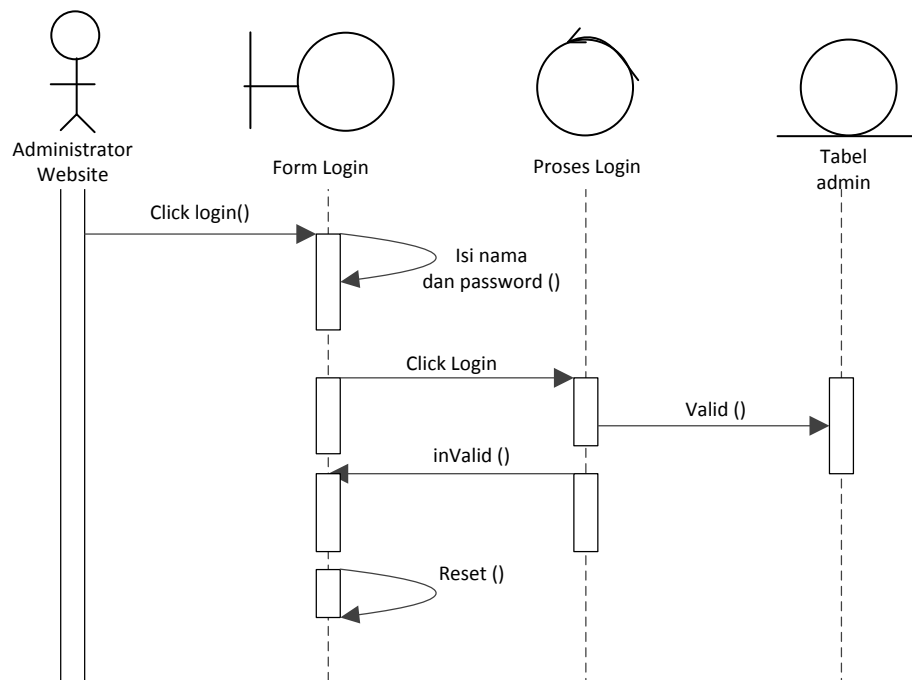 Administrator
Website
Form Login
Proses Login
Tabel
admin
Click login()
Isi nama
dan password ()
Click Login
Valid ()
inValid ()
Reset ()